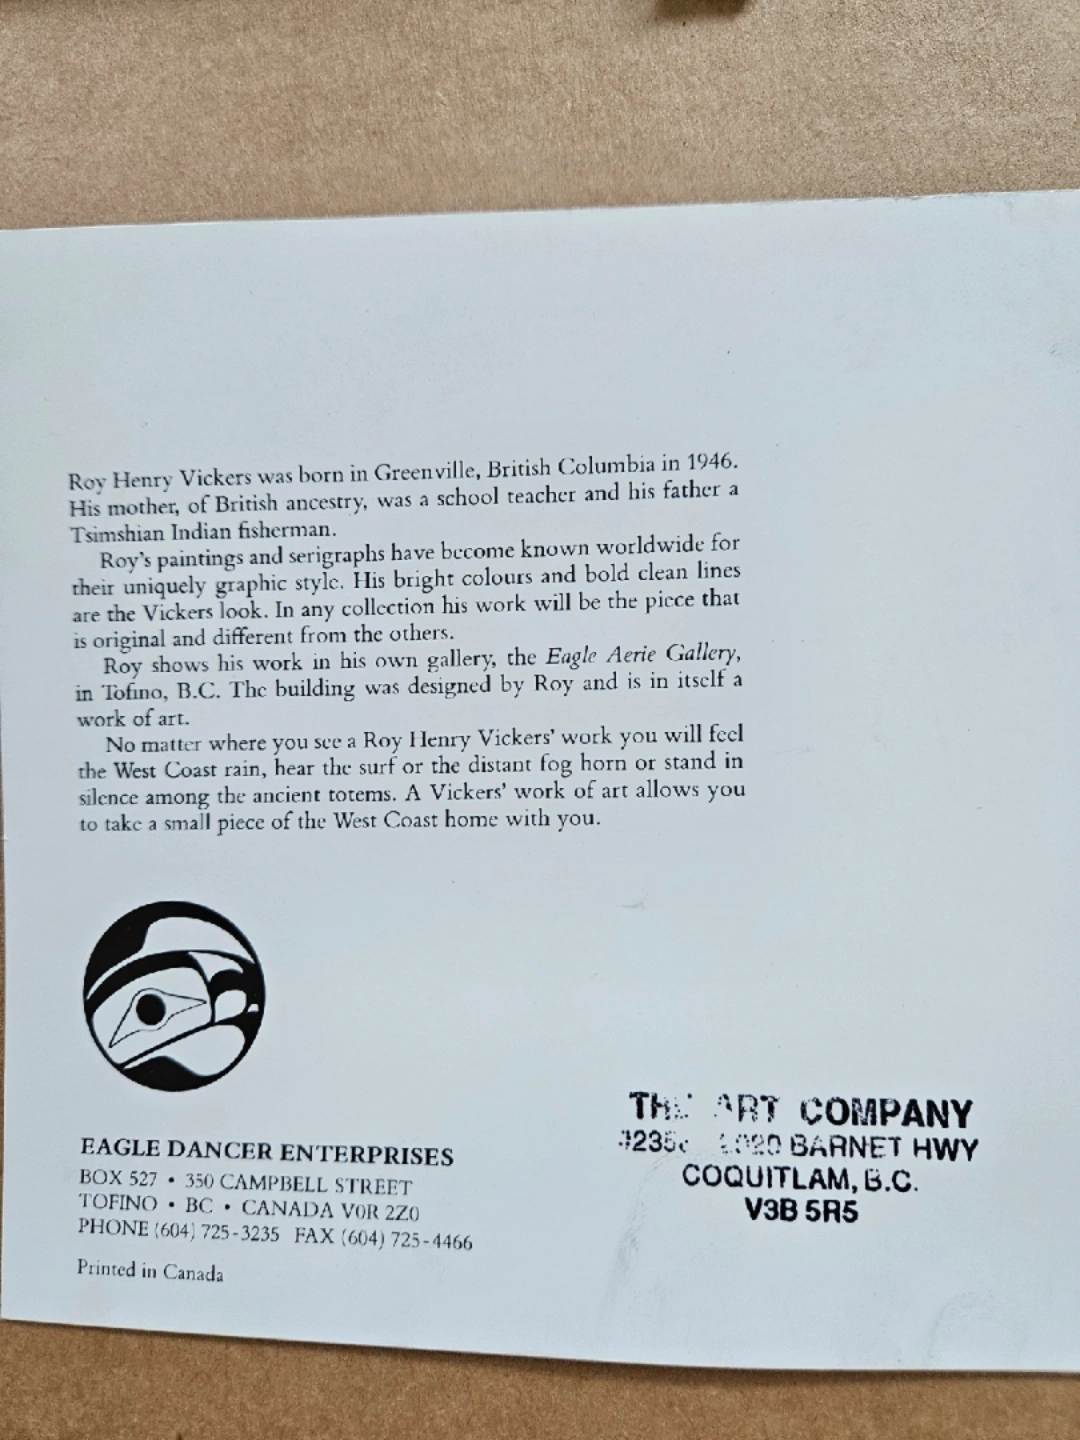 Roy Henry Vickers was born in Greenville, British Columbia in 1946.
His mother, of British ancestry, was a school teacher and his father a
Tsimshian Indian fisherman.
Roy's paintings and serigraphs have become known worldwide for
their uniquely graphic style. His bright colours and bold clean lines
are the Vickers look. In any collection his work will be the piece that
is original and different from the others.
Roy shows his work in his own gallery, the Eagle Aerie Gallery,
in Tofino, B.C. The building was designed by Roy and is in itself a
work of art.
No matter where you see a Roy Henry Vickers' work you will feel
the West Coast rain, hear the surf or the distant fog horn or stand in
silence among the ancient totems. A Vickers' work of art allows you
to take a small piece of the West Coast home with you.
EAGLE DANCER ENTERPRISES
BOX 527 • 350 CAMPBELL STREET
TOFINO • BC • CANADA V0R 2Z0
PHONE (604) 725-3235 FAX (604) 725-4466
Printed in Canada
THE ART COMPANY
BARNET HWY
COQUITLAM, B.C.
V3B 5R5